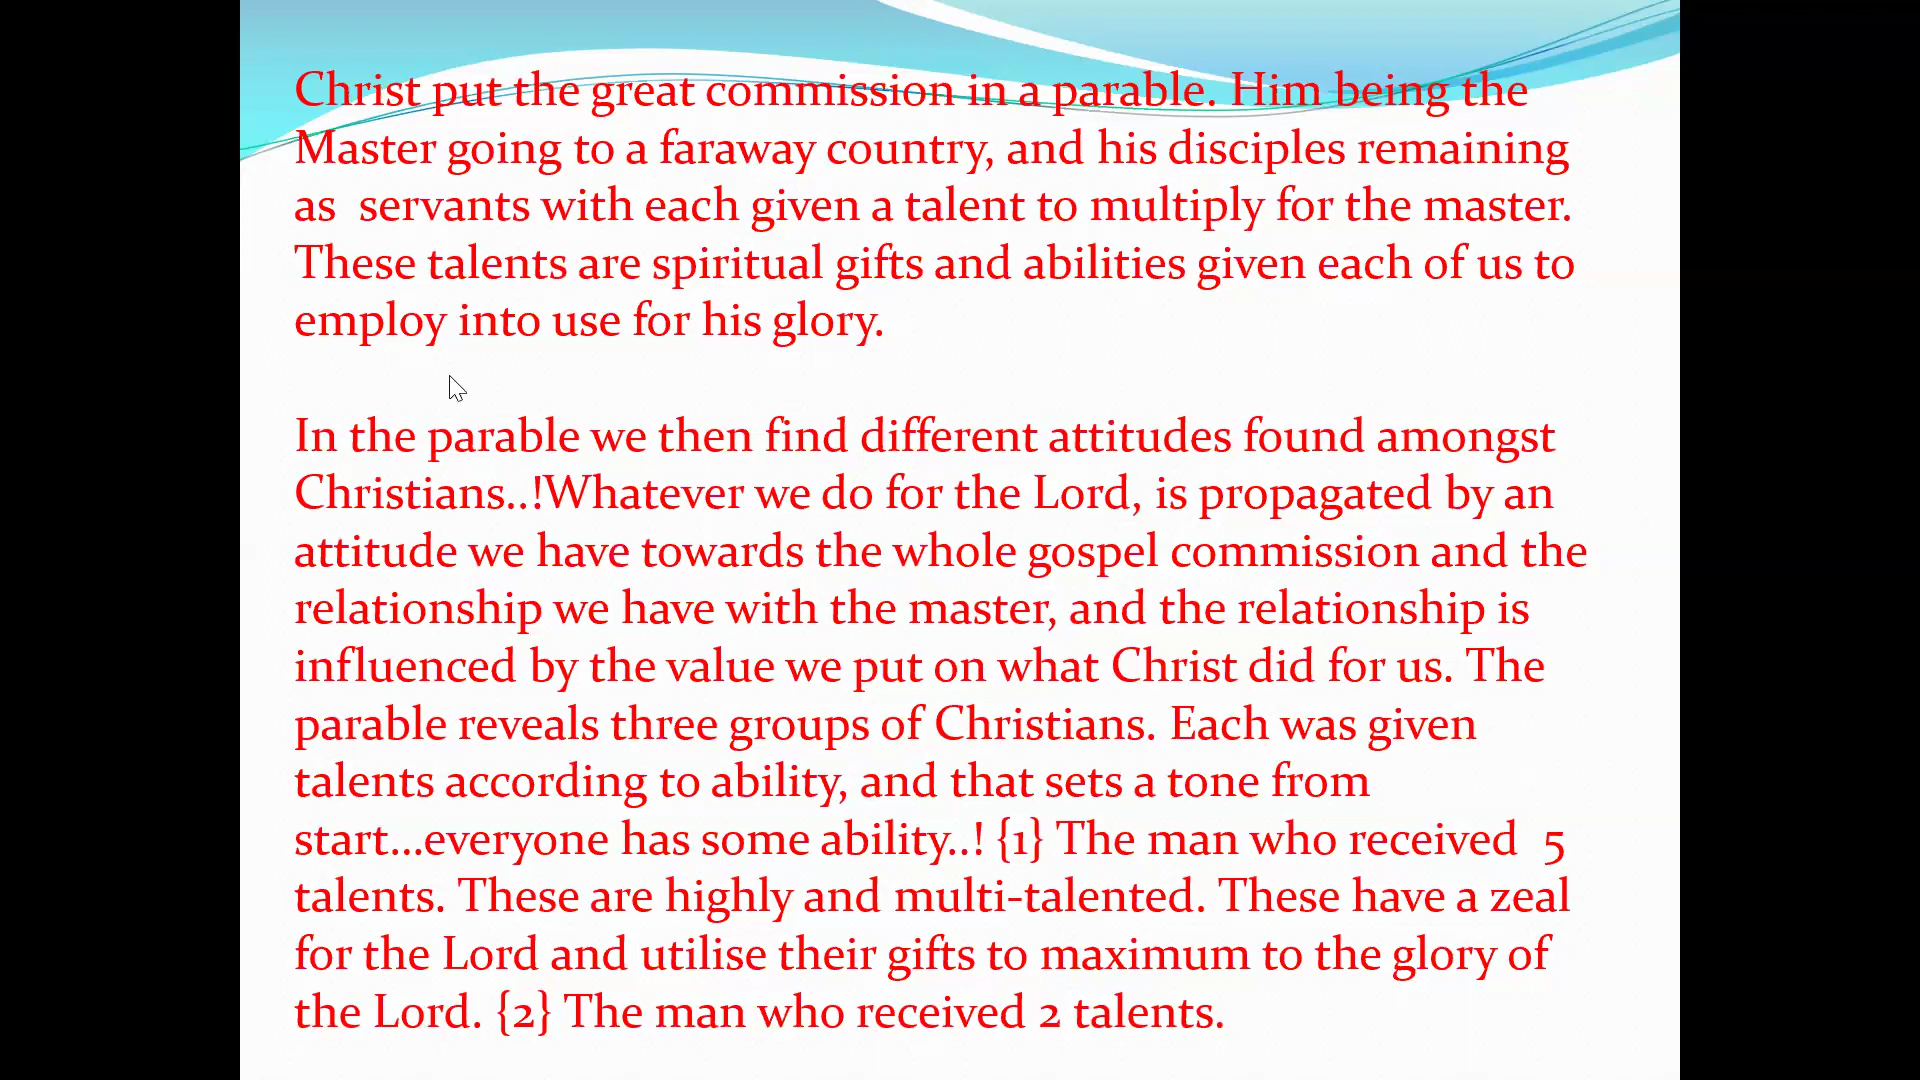 Christ put the great commission in a parable. Him being the
Master going to a faraway country, and his disciples remaining
as  servants with each given a talent to multiply for the master.
These talents are spiritual gifts and abilities given each of us to
employ into use for his glory.
In the parable we then find different attitudes found amongst
Christians..!Whatever we do for the Lord, is propagated by an
attitude we have towards the whole gospel commission and the
relationship we have with the master, and the relationship is
influenced by the value we put on what Christ did for us. The
parable reveals three groups of Christians. Each was given
talents according to ability, and that sets a tone from
start...everyone has some ability..! {1} The man who received  5
talents. These are highly and multi-talented. These have a zeal
for the Lord and utilise their gifts to maximum to the glory of
the Lord. {2} The man who received 2 talents.